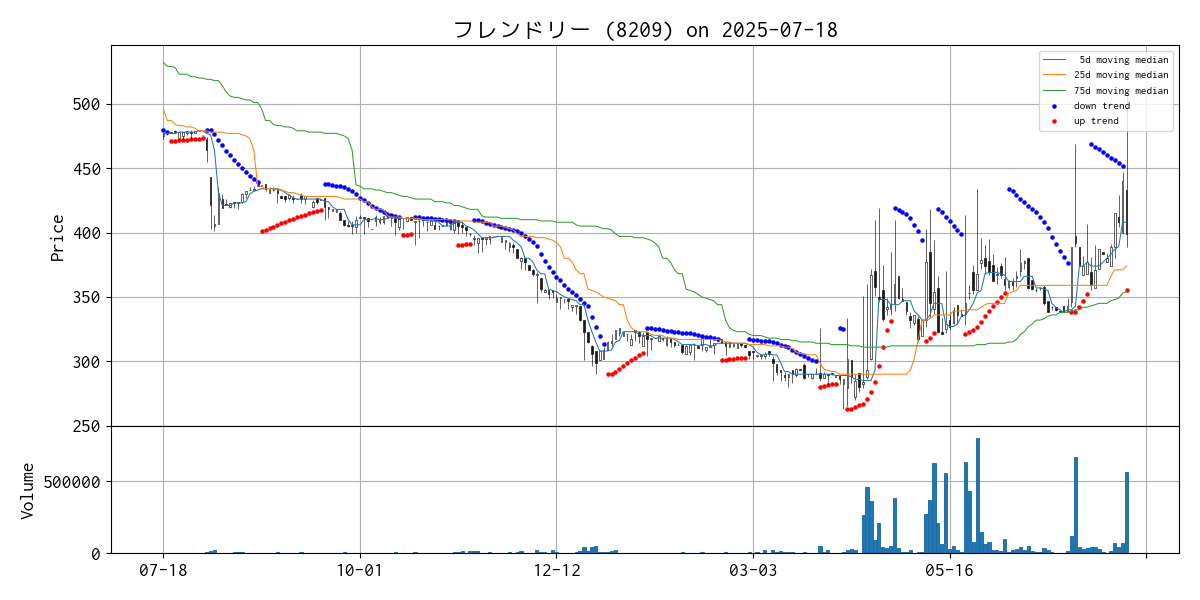 フレンドリー (8209) on 2025-07-18
5d moving median
25d moving median
75d moving median
down trend
up trend
Price
500
450
400
350
300
250
Volume
500000
0
07-18
10-01
12-12
03-03
05-16